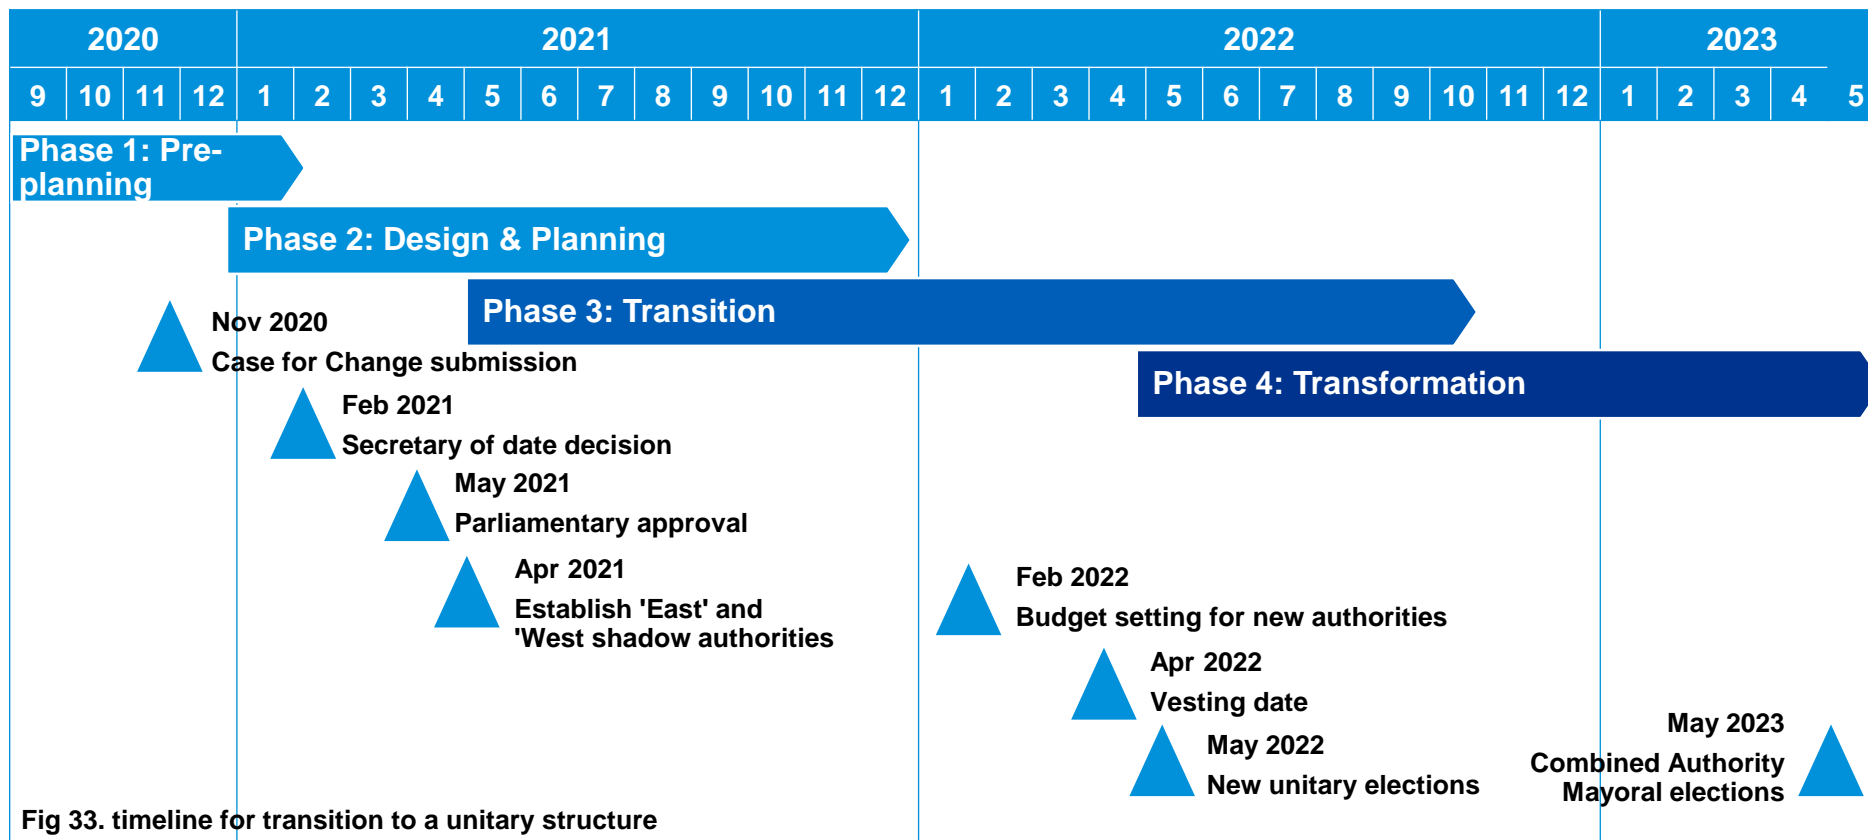 2020 2021 2022 2023
9 10 11 12 1 2 3 4 5 6 7 8 9 10 11 12 1 2 3 4 5 6 7 8 9 10 11 12 1 2 3 4 5
Phase 1: Pre-
planning
Phase 2: Design & Planning
Phase 3: Transition
Phase 4: Transformation
Nov 2020
Case for Change submission
Feb 2021
Secretary of date decision
May 2021
Parliamentary approval
Apr 2021
Establish 'East' and
'West shadow authorities
Feb 2022
Budget setting for new authorities
Apr 2022
Vesting date
May 2022
New unitary elections
May 2023
Combined Authority
Mayoral elections
Fig 33. timeline for transition to a unitary structure